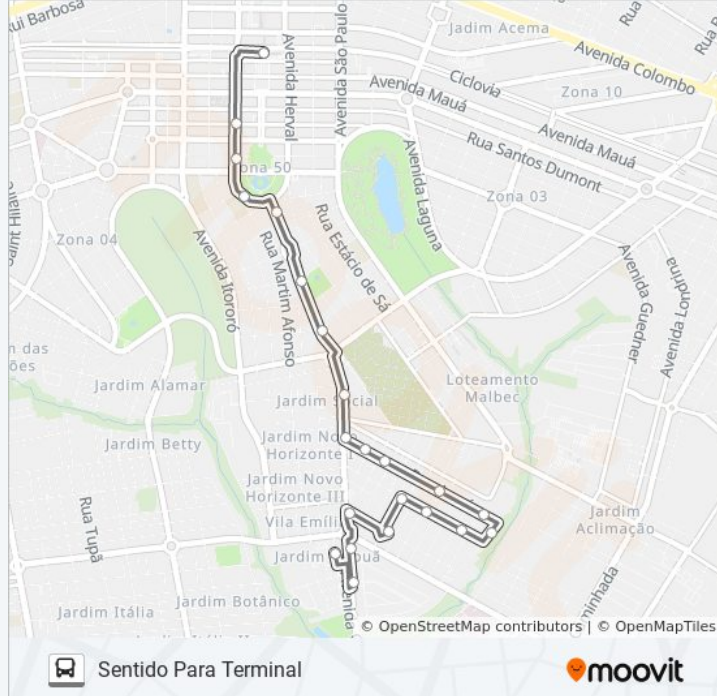 Rui Barbosa
Avenida Herval
Avenida São Paulo
Jadim Acema
Rua
Rua
Avenida Colombo
Ciclovia
Avenida Mauá
Zona 10
Avenida Mauá
Rua Santos Dumont
Zona 50
Avenida Laguna
Zona 03
Zona 04
Avenida Itororó
Rua Martim Afonso
Rua Estácio de Sá
Avenida Guedner
Avenida Londrina
Jardim Alamar
Jardim Social
Loteamento
Malbec
Jardim Betty
Jardim Novo
Horizonte I
Jardim Novo
Horizonte III
Vila Emília
Rua Tupã
Jardim
Aclimação
Jardim Itália
Jardim Botânico
© OpenStreetMap contributors | © OpenMapTiles
Sentido Para Terminal
moovit